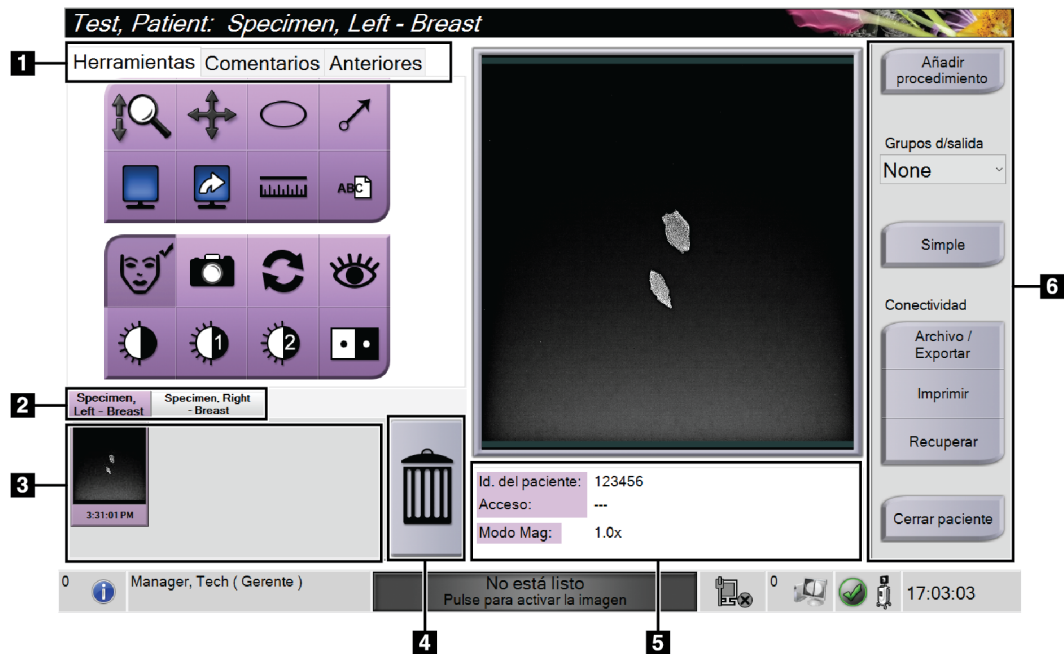 Test, Patient: Specimen, Left - Breast
1
Herramientas Comentarios Anteriores
ABC
1
2
2
Specimen,
Left - Breast
Specimen, Right
- Breast
3
3:31:01 PM
4
Id. del paciente: 123456
Acceso: ---
Modo Mag: 1.0x
5
Añadir
procedimiento
Grupos d/salida
None
Simple
Conectividad
Archivo /
Exportar
Imprimir
Recuperar
Cerrar paciente
6
0
Manager, Tech ( Gerente )
No está listo
Pulse para activar la imagen
0
17:03:03